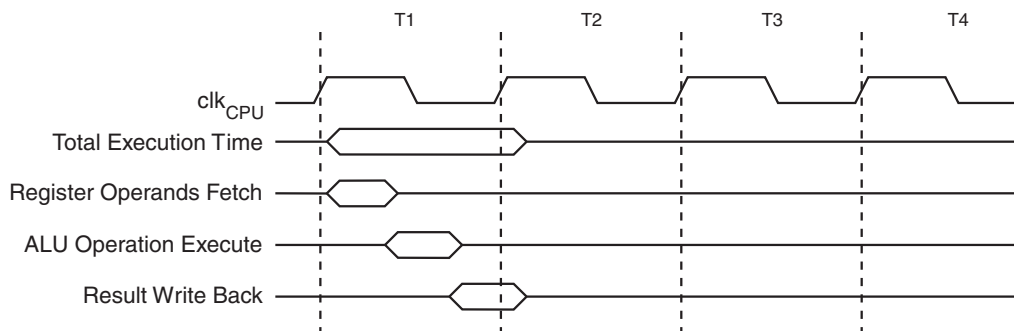 T1 T2 T3 T4
clkCPU
Total Execution Time
Register Operands Fetch
ALU Operation Execute
Result Write Back